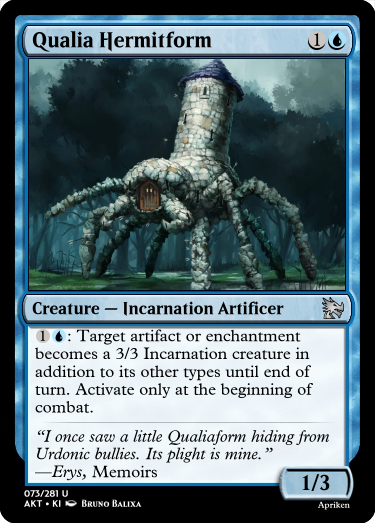 Qualia Hermitform
1
1: Target artifact or enchantment
becomes a 3/3 Incarnation creature in
addition to its other types until end of
turn. Activate only at the beginning of
combat.
Creature — Incarnation Artificer
“I once saw a little Qualiaform hiding from
Urdonic bullies. Its plight is mine.”
—Erys, Memoirs
1/3
073/281 U
AKT • KI Bruno Balixa
Apriken